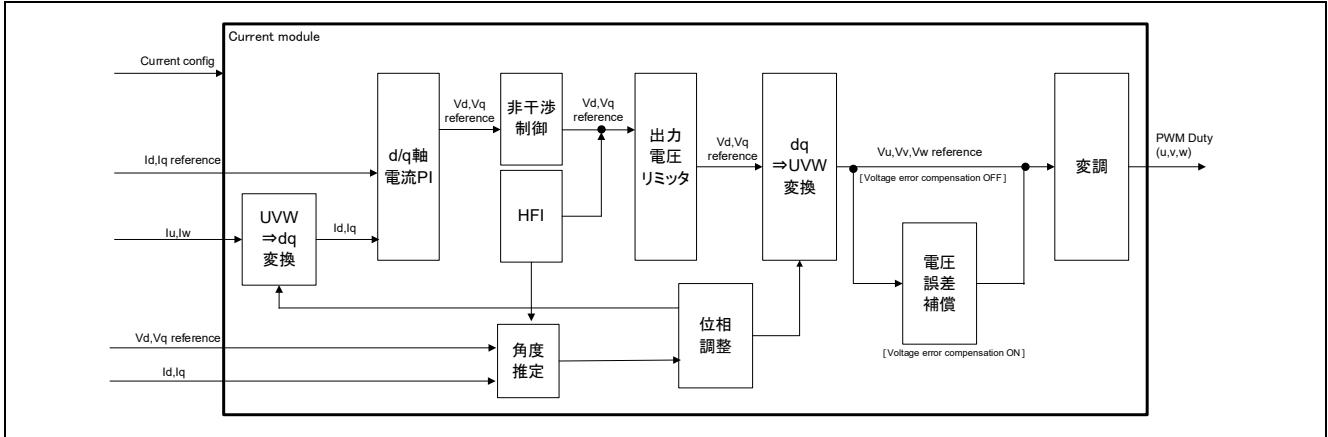 Current module
Current config
Id,Iq reference
Iu,Iw
Vd,Vq reference
Id,Iq
UVW
⇒dq
変換
Id,Iq
d/q軸
電流PI
Vd,Vq
reference
非干渉
制御
HFI
Vd,Vq
reference
出力
電圧
リミッタ
Vd,Vq
reference
dq
⇒UVW
変換
Vu,Vv,Vw reference
[Voltage error compensation OFF]
電圧
誤差
補償
[Voltage error compensation ON]
変調
PWM Duty
(u,v,w)
角度
推定
位相
調整